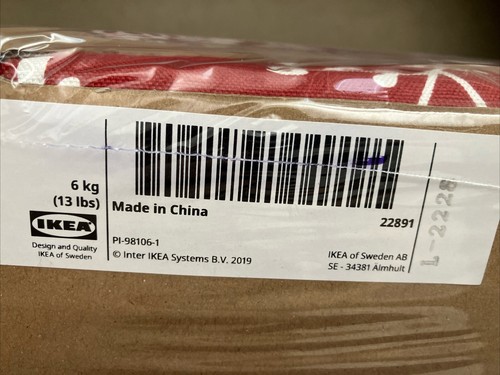 6 kg
(13 lbs)
IKEA
Design and Quality
IKEA of Sweden
Made in China
PI-98106-1
© Inter IKEA Systems B.V. 2019
22891
IKEA of Sweden AB
SE - 34381 Älmhult
L-2228